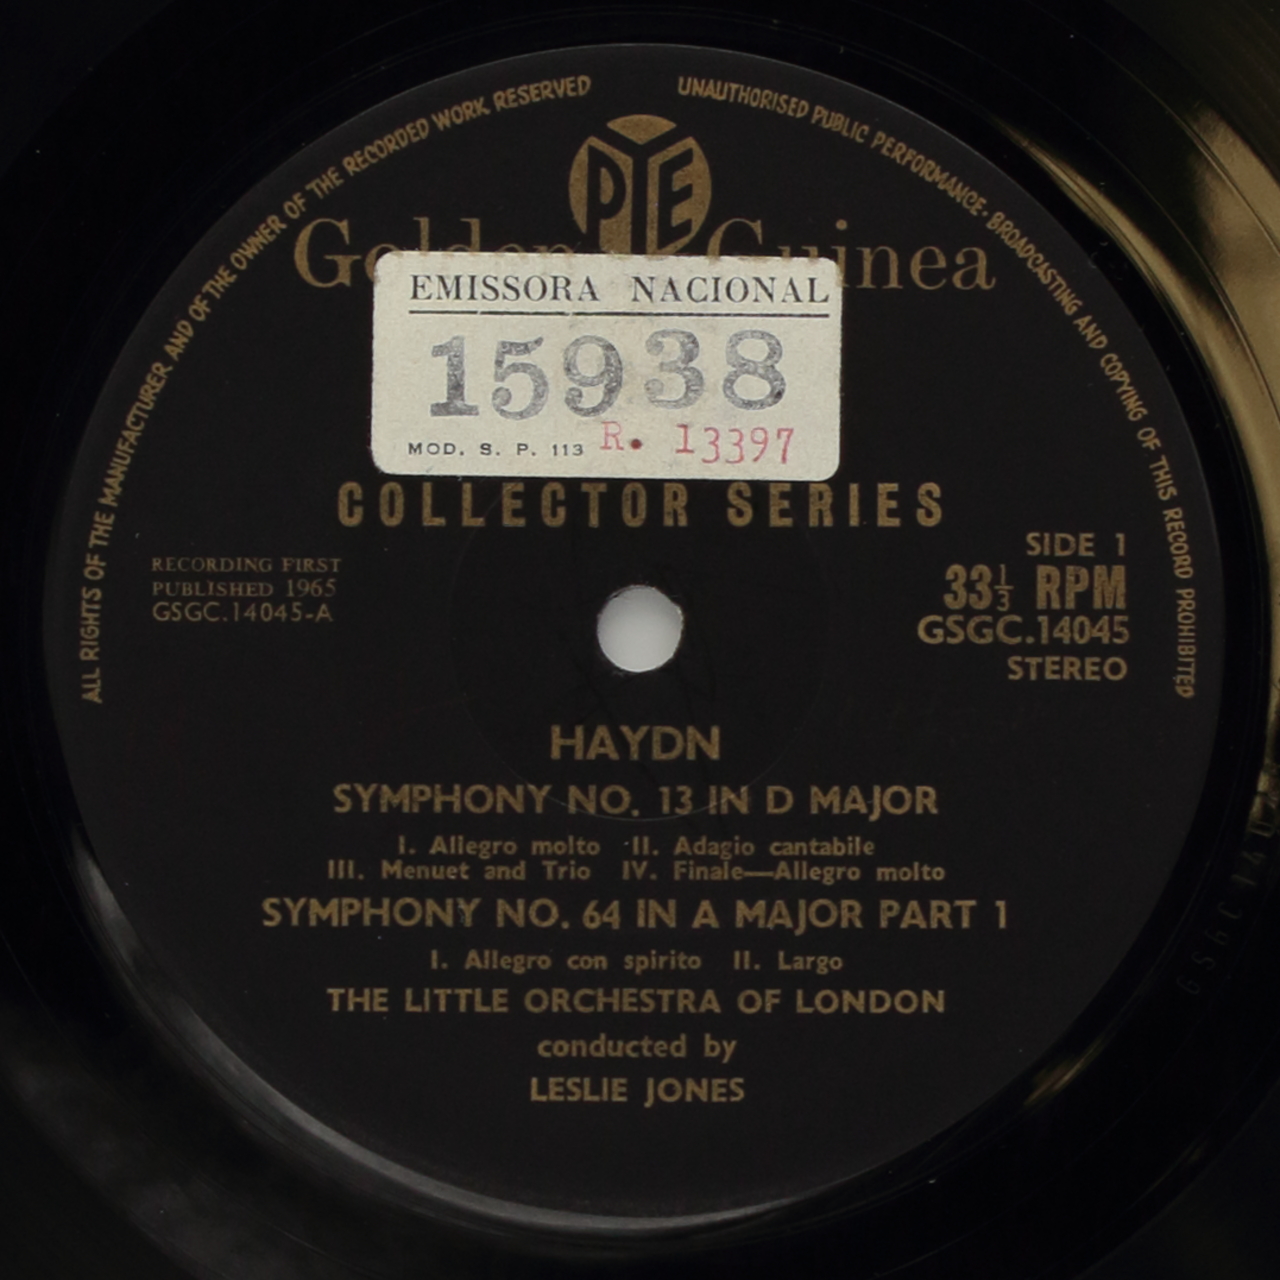 ALL RIGHTS OF THE MANUFACTURER AND OF THE OWNER OF THE RECORDED WORK RESERVED
UNAUTHORISED PUBLIC PERFORMANCE · BROADCASTING AND COPYING OF THIS RECORD PROHIBITED
PYE
Golden Guinea
EMISSORA NACIONAL
15938
MOD. S. P. 113 R. 13397
COLLECTOR SERIES
RECORDING FIRST
PUBLISHED 1965
GSGC.14045-A
SIDE 1
33⅓ RPM
GSGC.14045
STEREO
HAYDN
SYMPHONY NO. 13 IN D MAJOR
I. Allegro molto II. Adagio cantabile
III. Menuet and Trio IV. Finale—Allegro molto
SYMPHONY NO. 64 IN A MAJOR PART 1
I. Allegro con spirito II. Largo
THE LITTLE ORCHESTRA OF LONDON
conducted by
LESLIE JONES